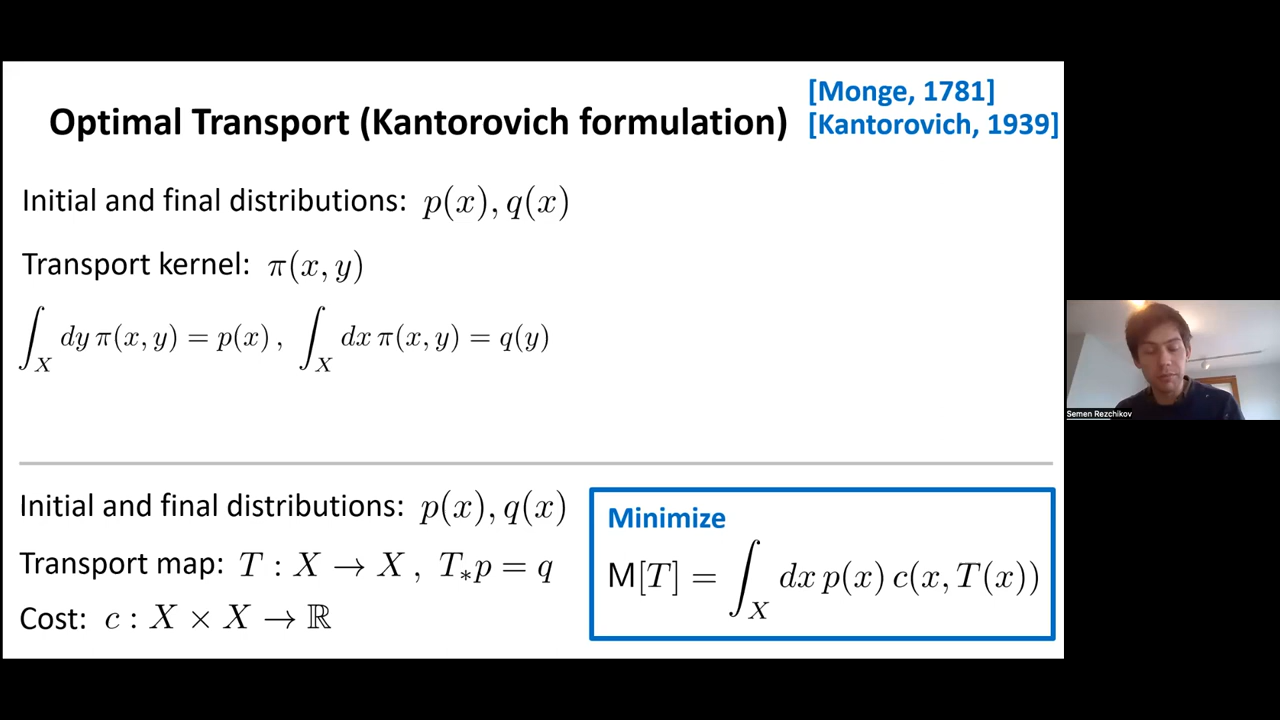 Optimal Transport (Kantorovich formulation)
[Monge, 1781]
[Kantorovich, 1939]
Initial and final distributions: p(x), q(x)
Transport kernel: π(x, y)
∫_X dy π(x, y) = p(x) , ∫_X dx π(x, y) = q(y)
Initial and final distributions: p(x), q(x)
Transport map: T : X → X , T_*p = q
Cost: c : X × X → ℝ
Minimize
M[T] = ∫_X dx p(x) c(x, T(x))
Semen Rezchikov